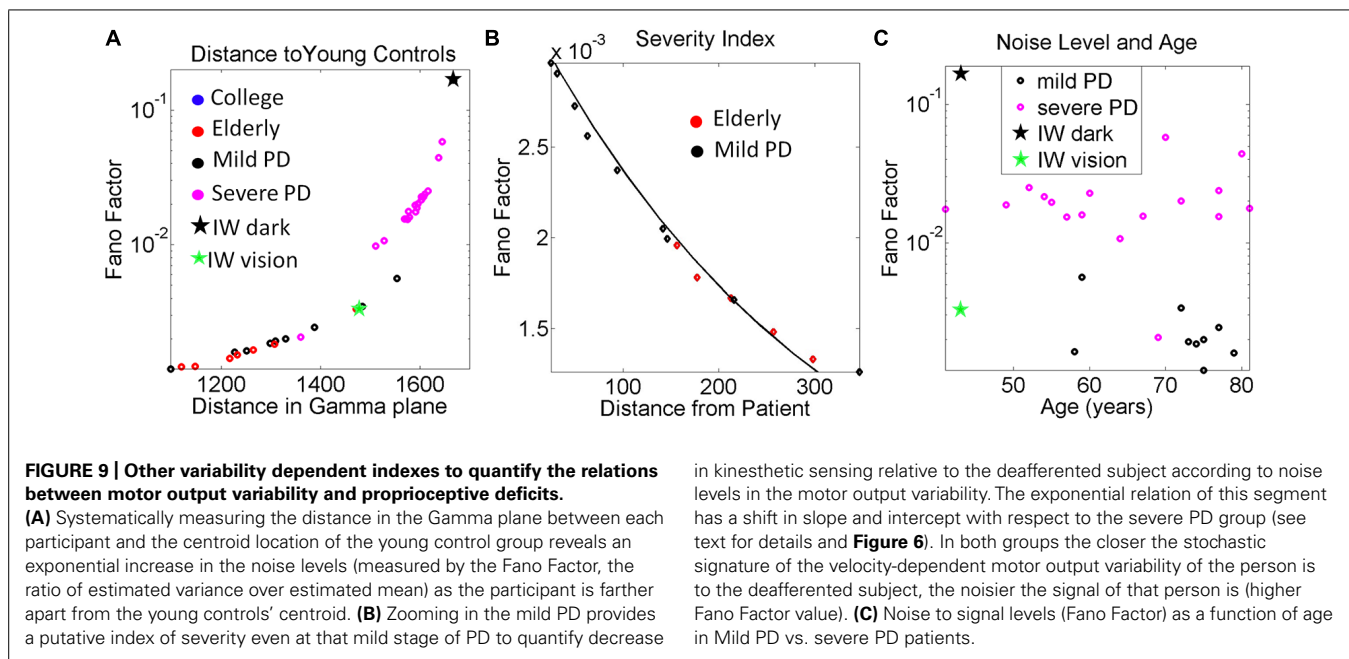 A
Distance toYoung Controls
Fano Factor
10^-1
10^-2
College
Elderly
Mild PD
Severe PD
IW dark
IW vision
1200 1400 1600
Distance in Gamma plane
B
x 10^-3
Severity Index
Fano Factor
2.5
2
1.5
Elderly
Mild PD
100 200 300
Distance from Patient
C
Noise Level and Age
Fano Factor
10^-1
10^-2
mild PD
severe PD
IW dark
IW vision
50 60 70 80
Age (years)
FIGURE 9 | Other variability dependent indexes to quantify the relations
between motor output variability and proprioceptive deficits.
(A) Systematically measuring the distance in the Gamma plane between each
participant and the centroid location of the young control group reveals an
exponential increase in the noise levels (measured by the Fano Factor, the
ratio of estimated variance over estimated mean) as the participant is farther
apart from the young controls' centroid. (B) Zooming in the mild PD provides
a putative index of severity even at that mild stage of PD to quantify decrease
in kinesthetic sensing relative to the deafferented subject according to noise
levels in the motor output variability. The exponential relation of this segment
has a shift in slope and intercept with respect to the severe PD group (see
text for details and Figure 6). In both groups the closer the stochastic
signature of the velocity-dependent motor output variability of the person is
to the deafferented subject, the noisier the signal of that person is (higher
Fano Factor value). (C) Noise to signal levels (Fano Factor) as a function of age
in Mild PD vs. severe PD patients.